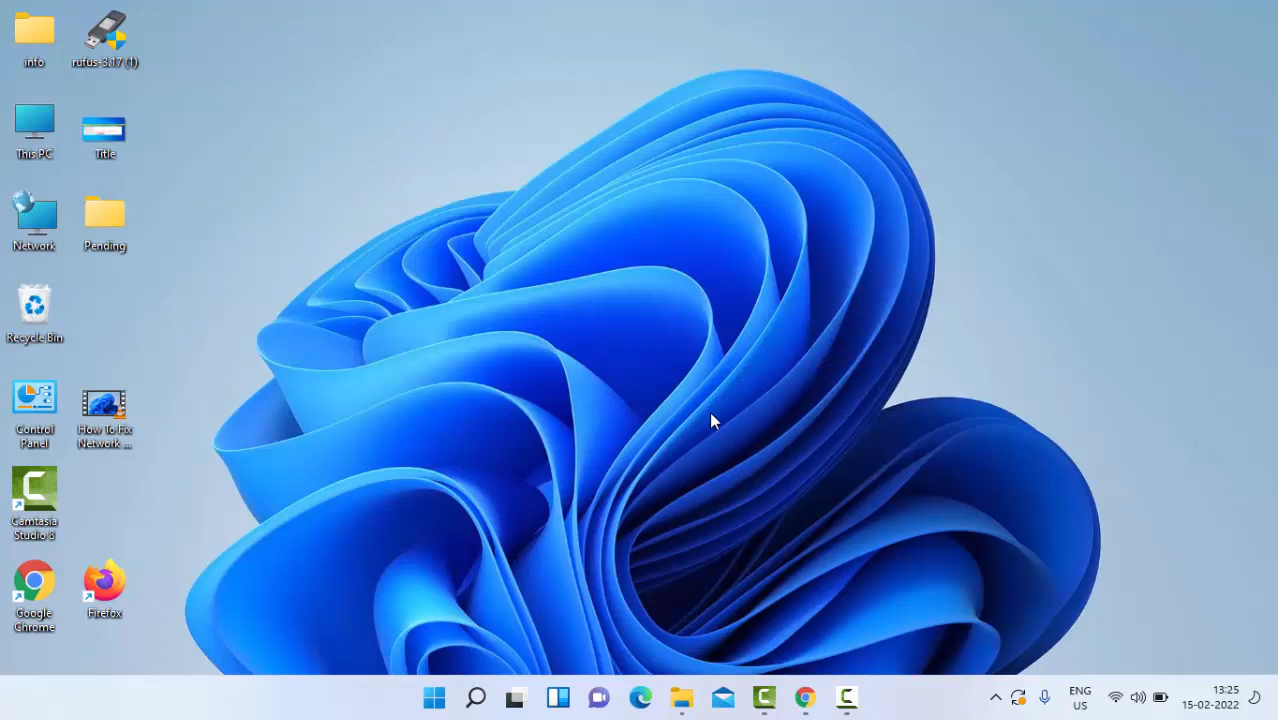 info
rufus-3.17 (1)
This PC
Title
Network
Pending
Recycle Bin
Control
Panel
How To Fix
Network ...
Camtasia
Studio 8
Google
Chrome
Firefox
ENG
US
13:25
15-02-2022